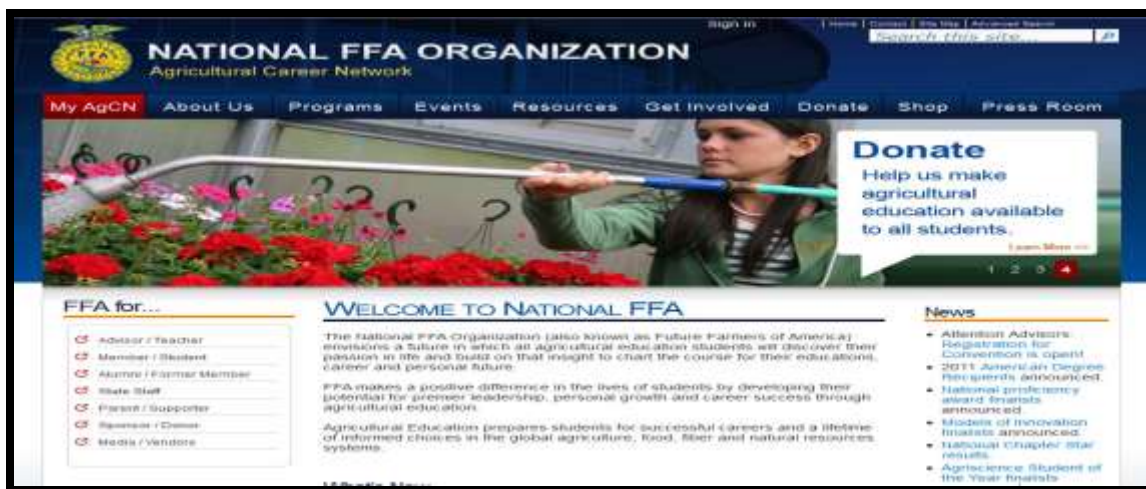 Sign in
| Home | Contact | Site Map | Advanced Search
Search this site...
FFA
NATIONAL FFA ORGANIZATION
Agricultural Career Network
My AgCN
About Us
Programs
Events
Resources
Get Involved
Donate
Shop
Press Room
Donate
Help us make
agricultural
education available
to all students.
Learn More >>
1 2 3 4
FFA for...
Advisor / Teacher
Member / Student
Alumni / Former Member
State Staff
Parent / Supporter
Sponsor / Donor
Media / Vendors
WELCOME TO NATIONAL FFA
The National FFA Organization (also known as Future Farmers of America)
envisions a future in which all agricultural education students will discover their
passion in life and build on that insight to chart the course for their educations,
career and personal future.
FFA makes a positive difference in the lives of students by developing their
potential for premier leadership, personal growth and career success through
agricultural education.
Agricultural Education prepares students for successful careers and a lifetime
of informed choices in the global agriculture, food, fiber and natural resources
systems.
What's New
News
Attention Advisors:
Registration for
Convention is open!
2011 American Degree
Recipients announced.
National proficiency
award finalists
announced.
Models of Innovation
finalists announced.
National Chapter Star
results.
Agriscience Student of
the Year finalists